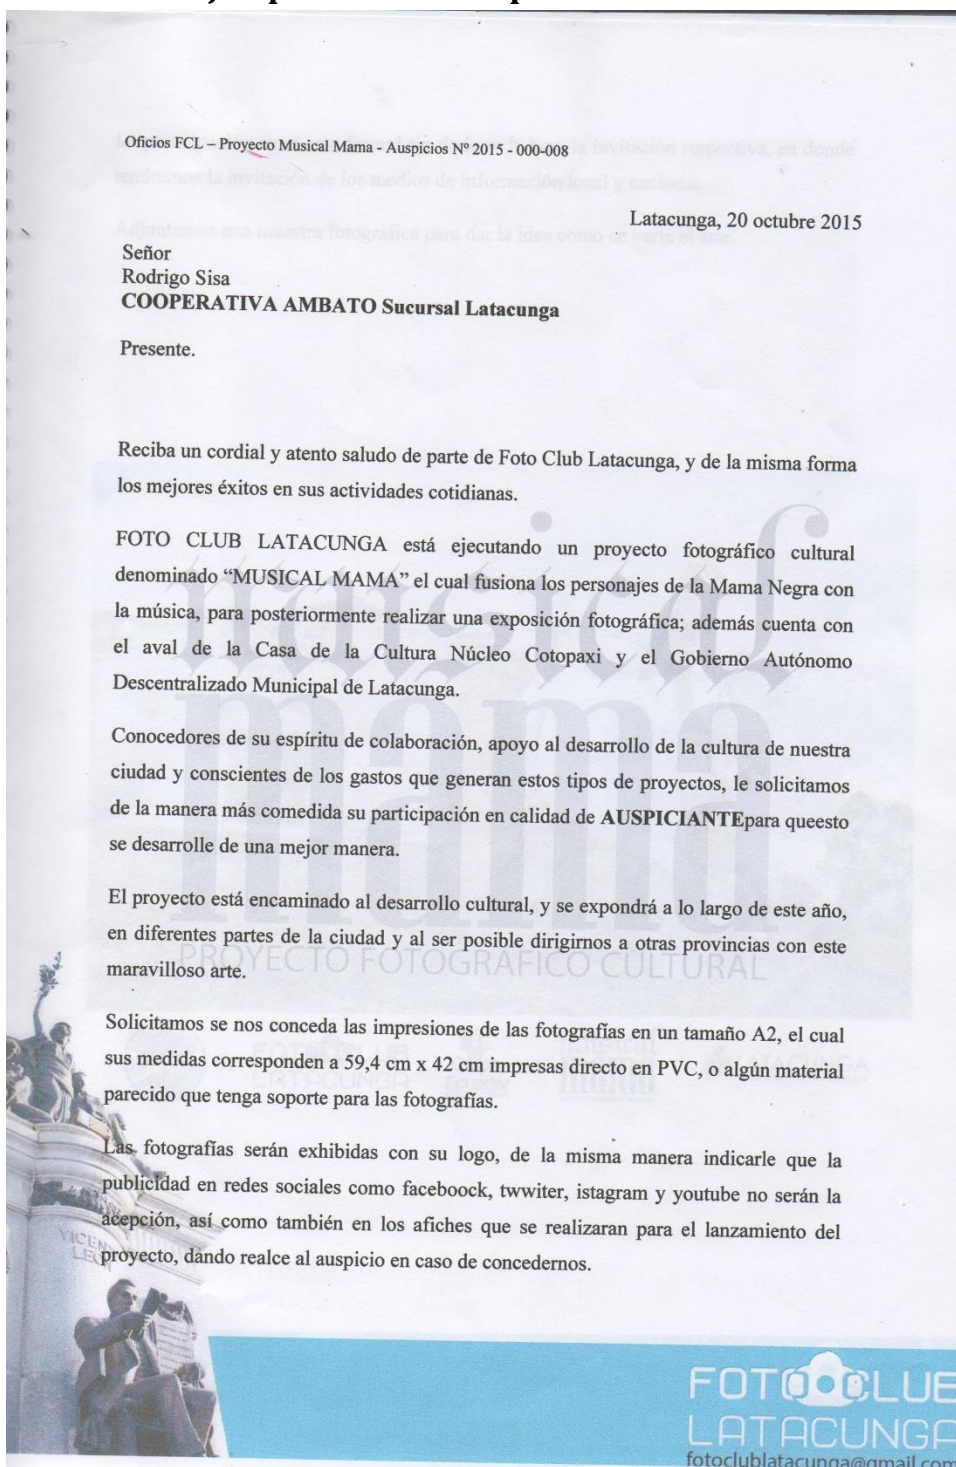 Oficios FCL – Proyecto Musical Mama - Auspicios Nº 2015 - 000-008
Latacunga, 20 octubre 2015
Señor
Rodrigo Sisa
COOPERATIVA AMBATO Sucursal Latacunga
Presente.
Reciba un cordial y atento saludo de parte de Foto Club Latacunga, y de la misma forma
los mejores éxitos en sus actividades cotidianas.
FOTO CLUB LATACUNGA está ejecutando un proyecto fotográfico cultural
denominado “MUSICAL MAMA” el cual fusiona los personajes de la Mama Negra con
la música, para posteriormente realizar una exposición fotográfica; además cuenta con
el aval de la Casa de la Cultura Núcleo Cotopaxi y el Gobierno Autónomo
Descentralizado Municipal de Latacunga.
Conocedores de su espíritu de colaboración, apoyo al desarrollo de la cultura de nuestra
ciudad y conscientes de los gastos que generan estos tipos de proyectos, le solicitamos
de la manera más comedida su participación en calidad de AUSPICIANTEpara queesto
se desarrolle de una mejor manera.
El proyecto está encaminado al desarrollo cultural, y se expondrá a lo largo de este año,
en diferentes partes de la ciudad y al ser posible dirigirnos a otras provincias con este
maravilloso arte.
Solicitamos se nos conceda las impresiones de las fotografías en un tamaño A2, el cual
sus medidas corresponden a 59,4 cm x 42 cm impresas directo en PVC, o algún material
parecido que tenga soporte para las fotografías.
Las fotografías serán exhibidas con su logo, de la misma manera indicarle que la
publicidad en redes sociales como faceboock, twwiter, istagram y youtube no serán la
acepción, así como también en los afiches que se realizaran para el lanzamiento del
proyecto, dando realce al auspicio en caso de concedernos.
musical
mama
PROYECTO FOTOGRAFICO CULTURAL
VICENTE
LEON
FOTO CLUB
LATACUNGA
fotoclublatacunga@gmail.com